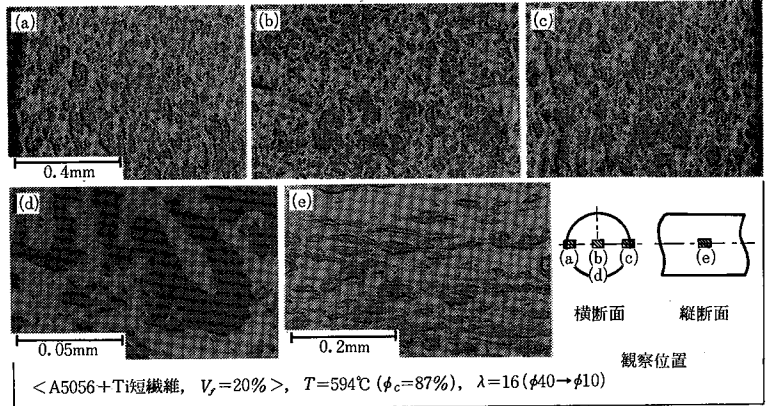 (a)
(b)
(c)
0.4mm
(d)
(e)
0.05mm
0.2mm
(a) (b) (c)
(d)
(e)
横断面 縦断面
観察位置
<A5056+Ti短繊維, V_f=20%>, T=594℃ (φ_c=87%), λ=16(φ40→φ10)